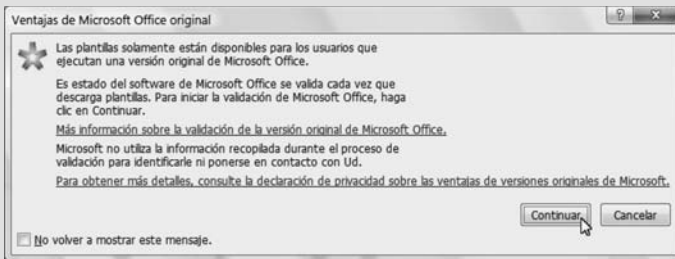 Ventajas de Microsoft Office original
Las plantillas solamente están disponibles para los usuarios que
ejecutan una versión original de Microsoft Office.
Es estado del software de Microsoft Office se valida cada vez que
descarga plantillas. Para iniciar la validación de Microsoft Office, haga
clic en Continuar.
Más información sobre la validación de la versión original de Microsoft Office.
Microsoft no utiliza la información recopilada durante el proceso de
validación para identificarle ni ponerse en contacto con Ud.
Para obtener más detalles, consulte la declaración de privacidad sobre las ventajas de versiones originales de Microsoft.
Continuar Cancelar
No volver a mostrar este mensaje.